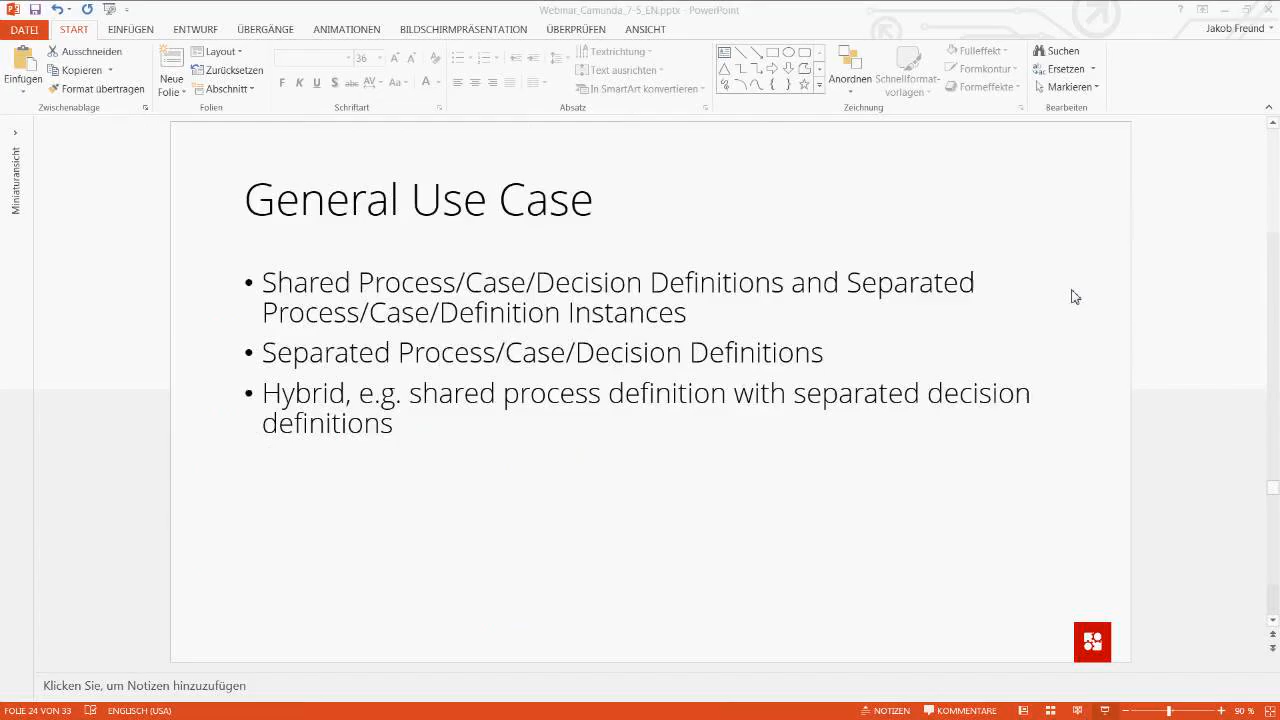 Webinar_Camunda_7-5_EN.pptx - PowerPoint
?
DATEI START EINFÜGEN ENTWURF ÜBERGÄNGE ANIMATIONEN BILDSCHIRMPRÄSENTATION ÜBERPRÜFEN ANSICHT
Jakob Freund
Einfügen
Ausschneiden
Kopieren
Format übertragen
Zwischenablage
Neue
Folie
Layout
Zurücksetzen
Abschnitt
Folien
36
F K U S abc AV Aa A
Schriftart
Textrichtung
Text ausrichten
In SmartArt konvertieren
Absatz
Anordnen
Schnellformat-
vorlagen
Fülleffekt
Formkontur
Formeffekte
Zeichnung
Suchen
Ersetzen
Markieren
Bearbeiten
Miniaturansicht
General Use Case
• Shared Process/Case/Decision Definitions and Separated
Process/Case/Definition Instances
• Separated Process/Case/Decision Definitions
• Hybrid, e.g. shared process definition with separated decision
definitions
Klicken Sie, um Notizen hinzuzufügen
FOLIE 24 VON 33 ENGLISCH (USA) NOTIZEN KOMMENTARE 90 %